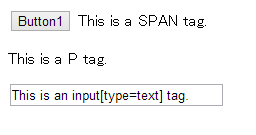 Button1 This is a SPAN tag.
This is a P tag.
This is an input[type=text] tag.